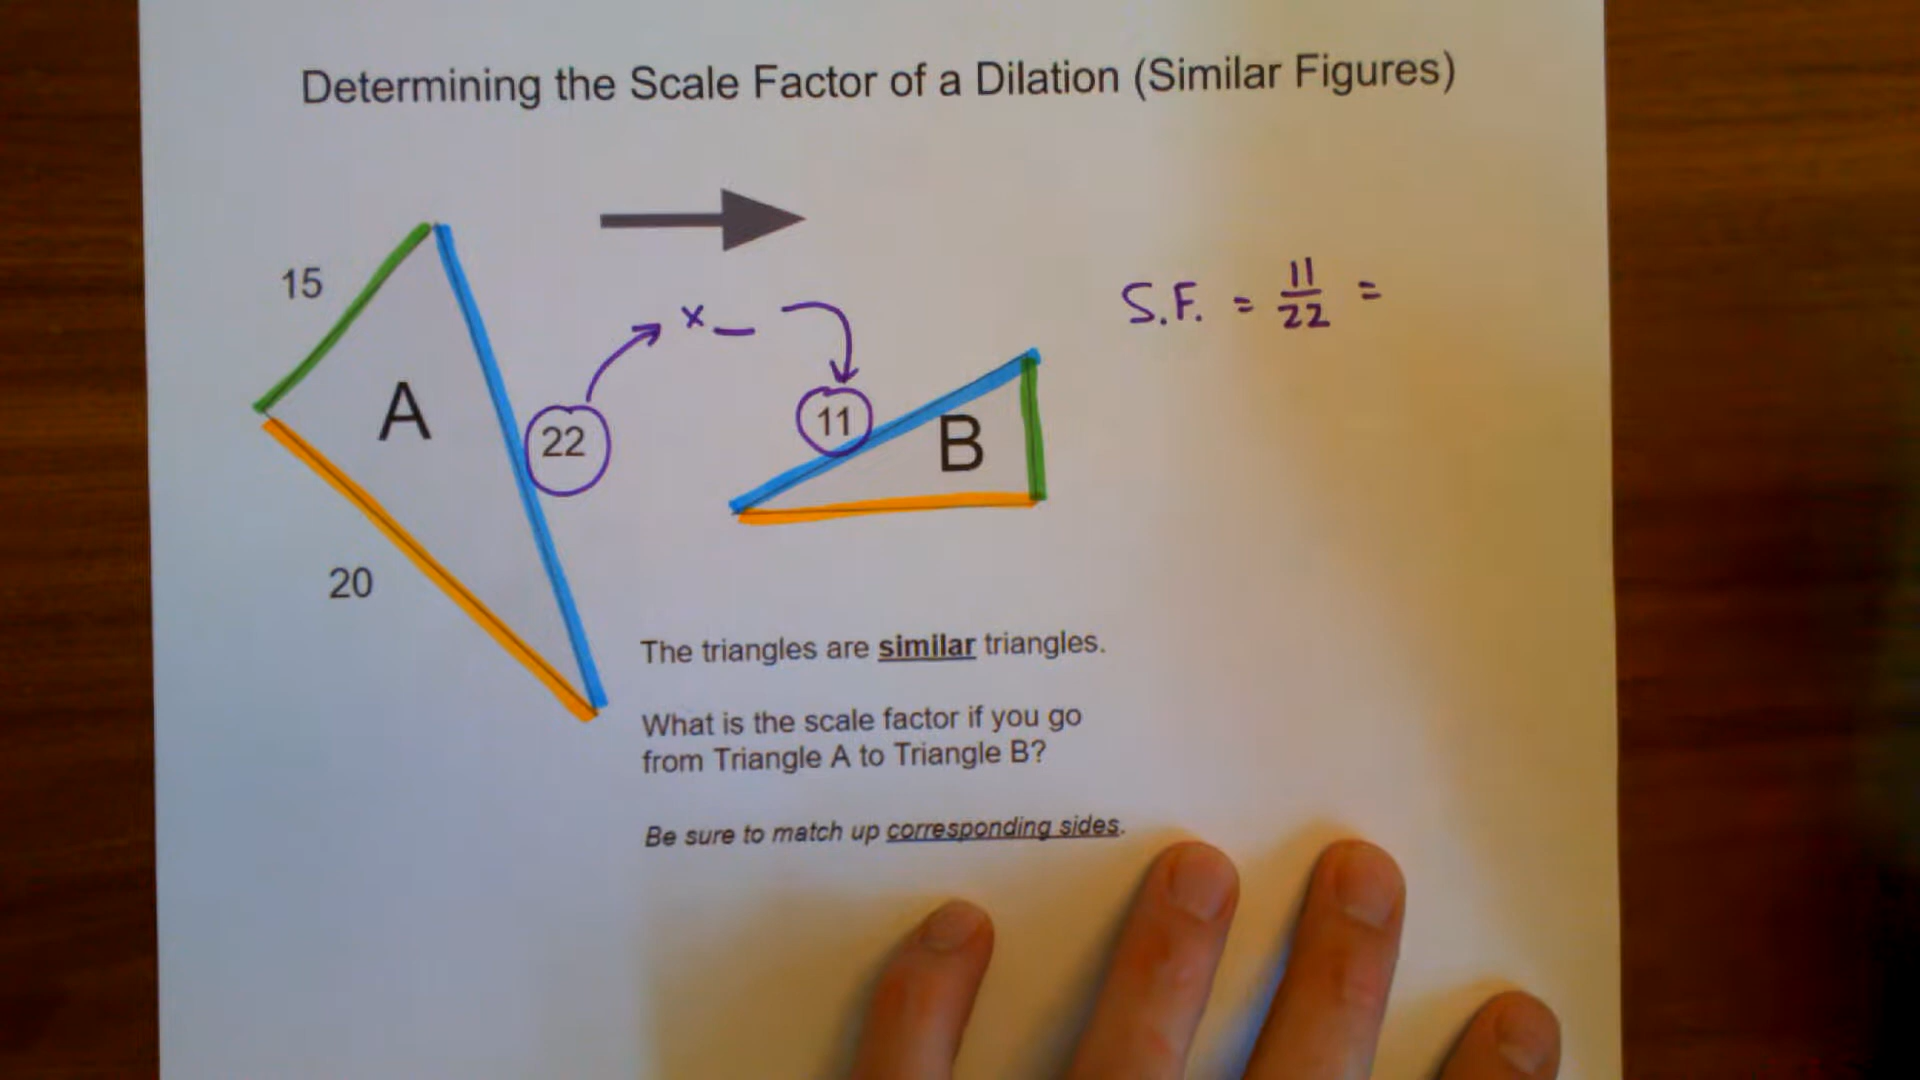 Determining the Scale Factor of a Dilation (Similar Figures)
15
A
22
20
x _
11
B
S.F. = 11/22 =
The triangles are similar triangles.
What is the scale factor if you go
from Triangle A to Triangle B?
Be sure to match up corresponding sides.